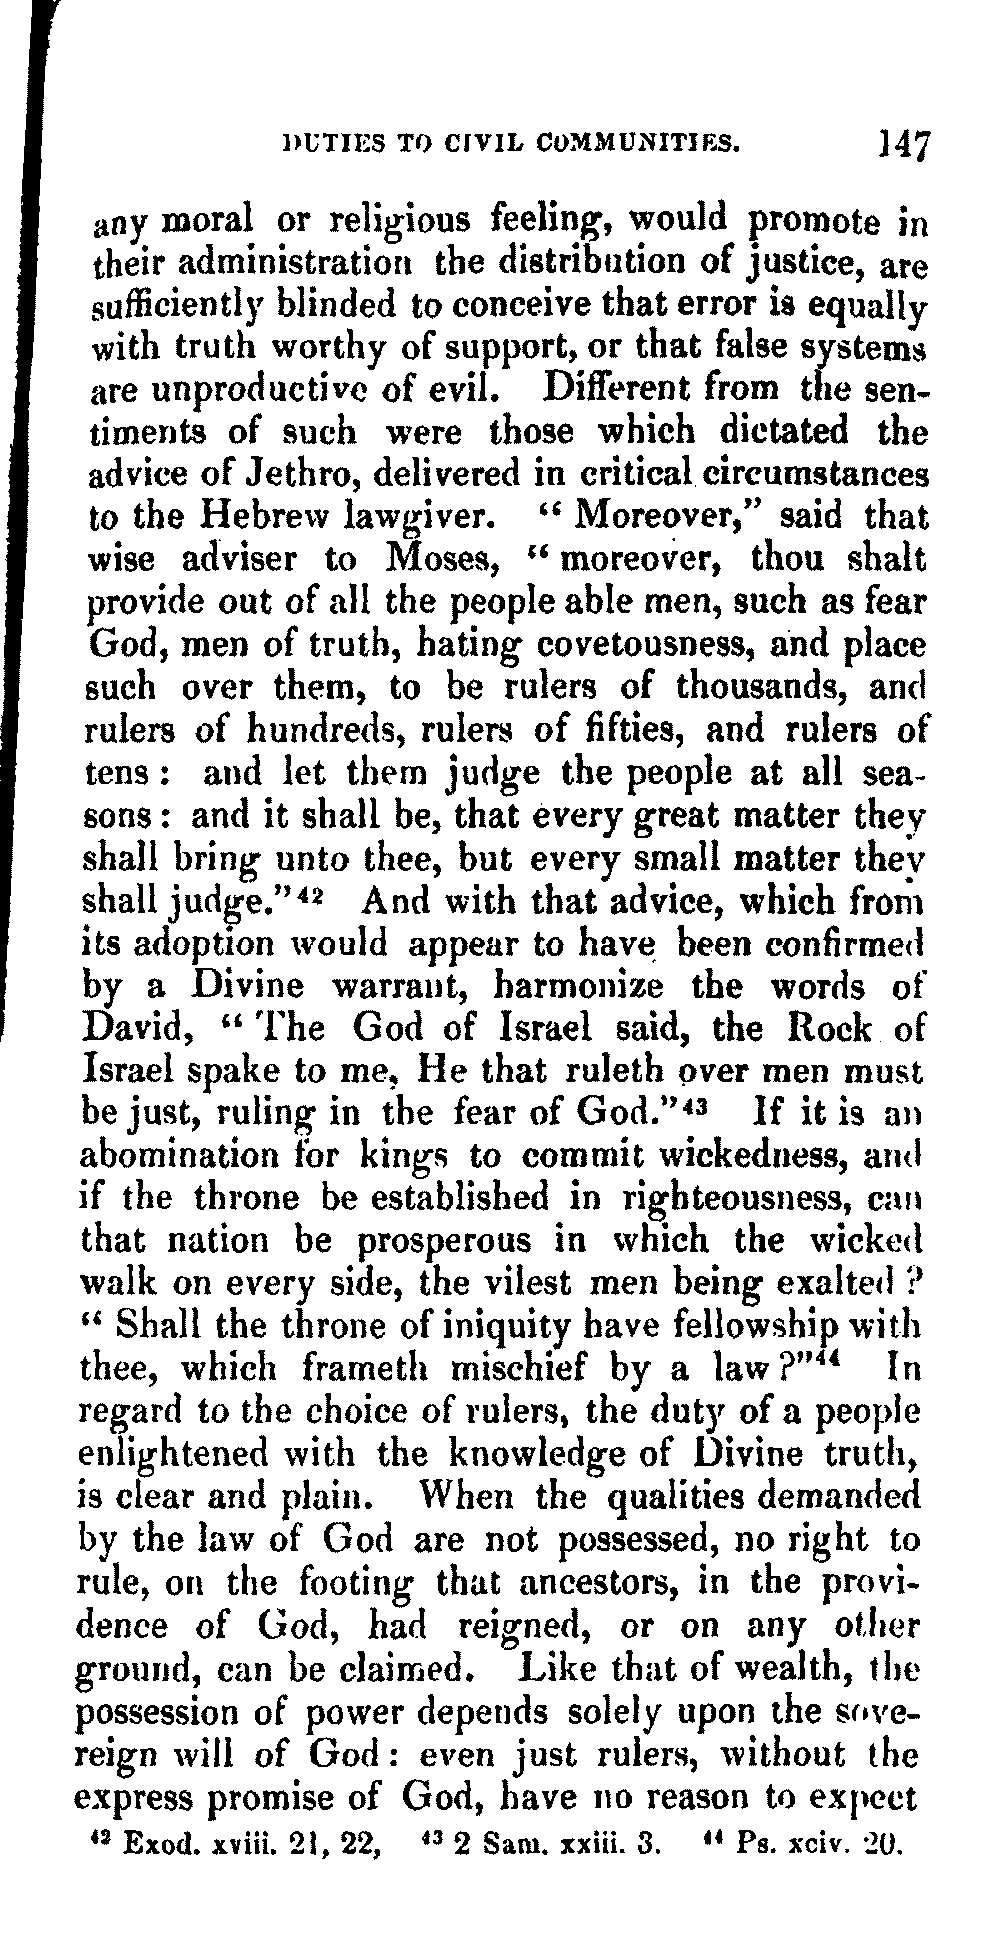 DUTIES TO CIVIL COMMUNITIES. 147
any moral or religious feeling, would promote in
their administration the distribution of justice, are
sufficiently blinded to conceive that error is equally
with truth worthy of support, or that false systems
are unproductive of evil. Different from the sen-
timents of such were those which dictated the
advice of Jethro, delivered in critical circumstances
to the Hebrew lawgiver. “ Moreover,” said that
wise adviser to Moses, “ moreover, thou shalt
provide out of all the people able men, such as fear
God, men of truth, hating covetousness, and place
such over them, to be rulers of thousands, and
rulers of hundreds, rulers of fifties, and rulers of
tens : and let them judge the people at all sea-
sons : and it shall be, that every great matter they
shall bring unto thee, but every small matter they
shall judge.”⁴² And with that advice, which from
its adoption would appear to have been confirmed
by a Divine warrant, harmonize the words of
David, “ The God of Israel said, the Rock of
Israel spake to me, He that ruleth over men must
be just, ruling in the fear of God.”⁴³ If it is an
abomination for kings to commit wickedness, and
if the throne be established in righteousness, can
that nation be prosperous in which the wicked
walk on every side, the vilest men being exalted ?
“ Shall the throne of iniquity have fellowship with
thee, which frameth mischief by a law ?”⁴⁴ In
regard to the choice of rulers, the duty of a people
enlightened with the knowledge of Divine truth,
is clear and plain. When the qualities demanded
by the law of God are not possessed, no right to
rule, on the footing that ancestors, in the provi-
dence of God, had reigned, or on any other
ground, can be claimed. Like that of wealth, the
possession of power depends solely upon the sove-
reign will of God : even just rulers, without the
express promise of God, have no reason to expect
⁴² Exod. xviii. 21, 22, ⁴³ 2 Sam. xxiii. 3. ⁴⁴ Ps. xciv. 20.